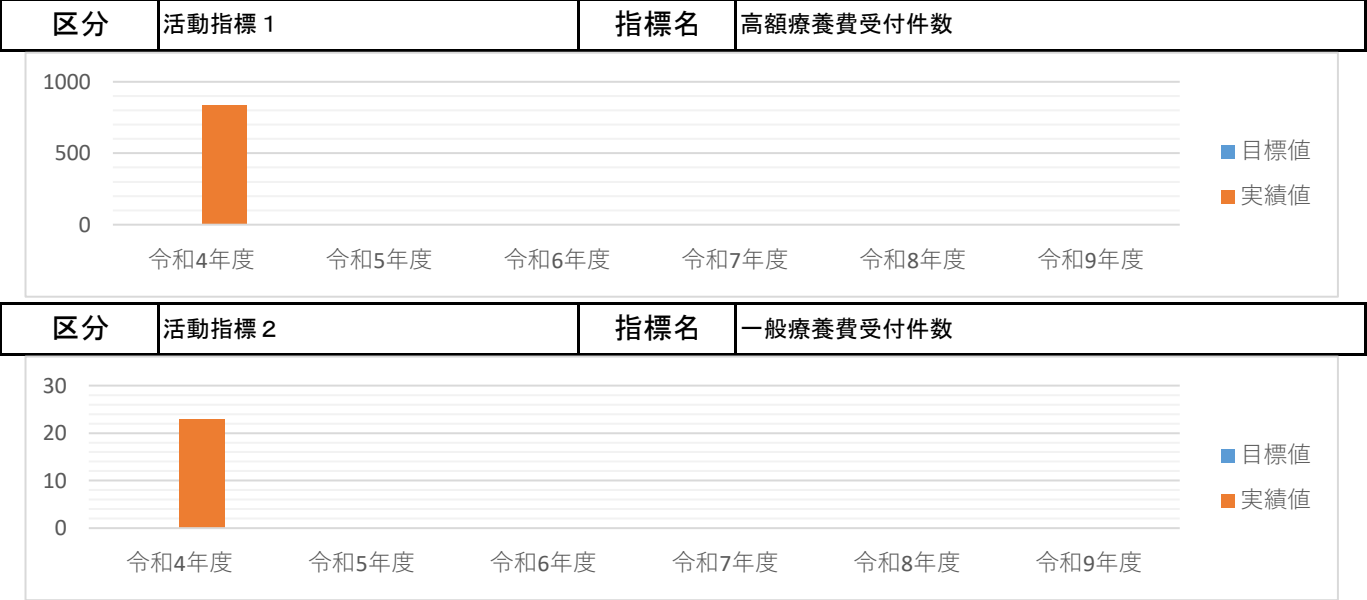 区分 活動指標１ 指標名 高額療養費受付件数
1000
500
0
令和4年度 令和5年度 令和6年度 令和7年度 令和8年度 令和9年度
目標値
実績値
区分 活動指標２ 指標名 一般療養費受付件数
30
20
10
0
令和4年度 令和5年度 令和6年度 令和7年度 令和8年度 令和9年度
目標値
実績値